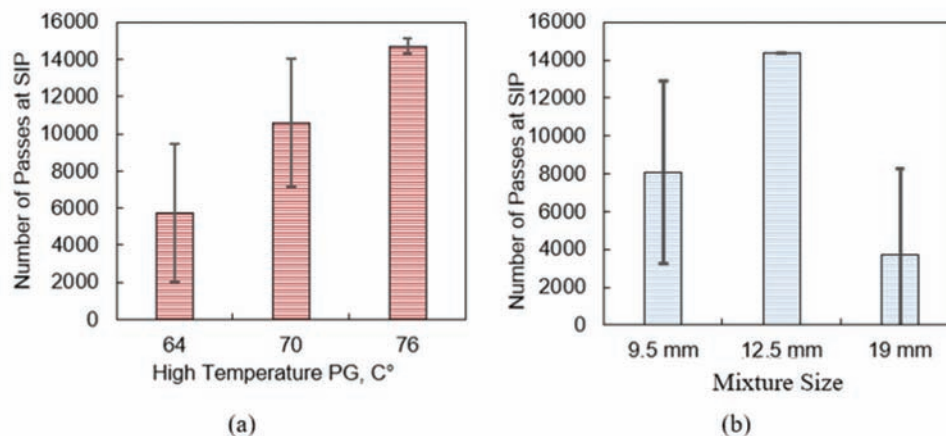 Number of Passes at SIP
16000
14000
12000
10000
8000
6000
4000
2000
0
64
70
76
High Temperature PG, C°
(a)
Number of Passes at SIP
16000
14000
12000
10000
8000
6000
4000
2000
0
9.5 mm
12.5 mm
19 mm
Mixture Size
(b)